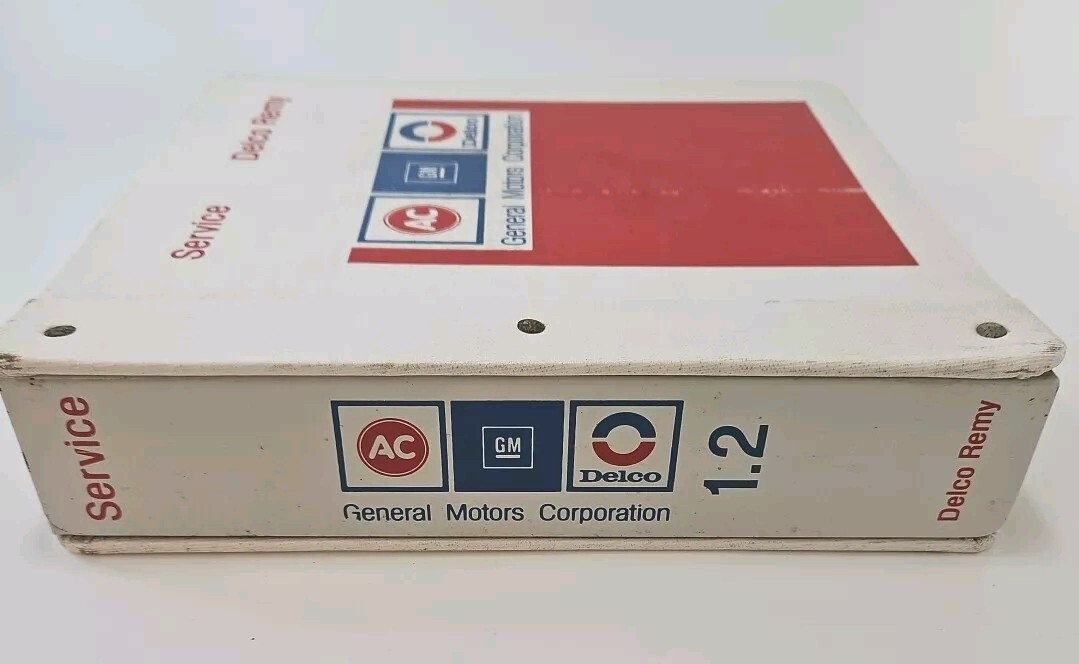 Delco Remy
Service
Delco
GM
AC
General Motors Corporation
Service
AC
GM
Delco
General Motors Corporation
1.2
Delco Remy